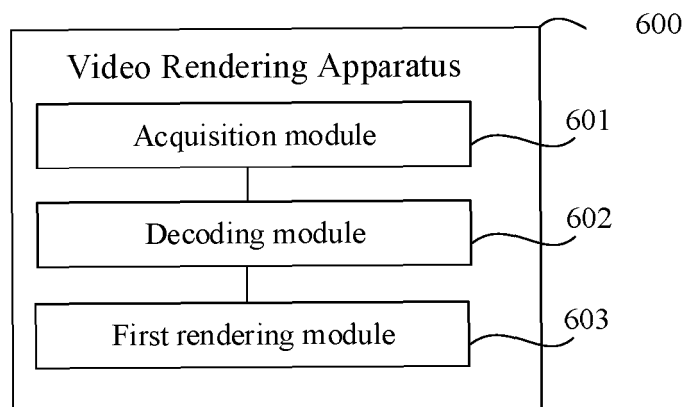 600
Video Rendering Apparatus
Acquisition module
601
Decoding module
602
First rendering module
603